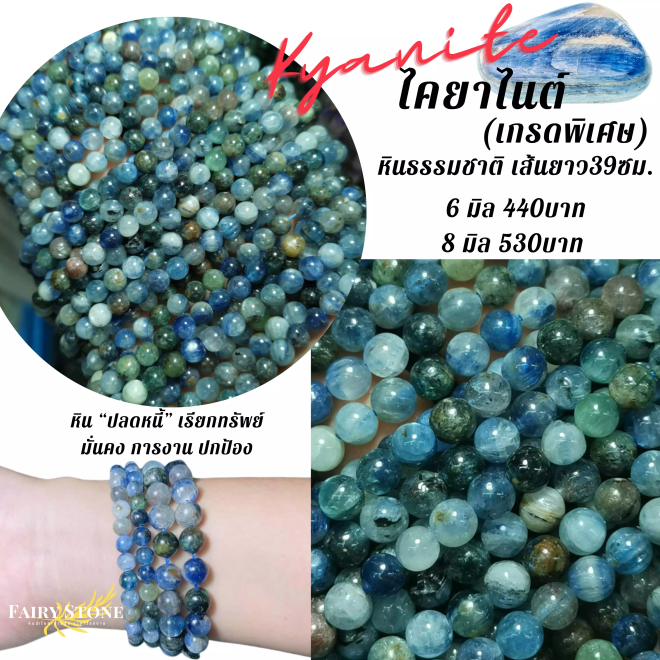 Kyanite
ไคยาไนต์
(เกรดพิเศษ)
หินธรรมชาติ เส้นยาว39ซม.
6 มิล 440บาท
8 มิล 530บาท
หิน “ปลดหนี้” เรียกทรัพย์
มั่นคง การงาน ปกป้อง
FAIRY STONE